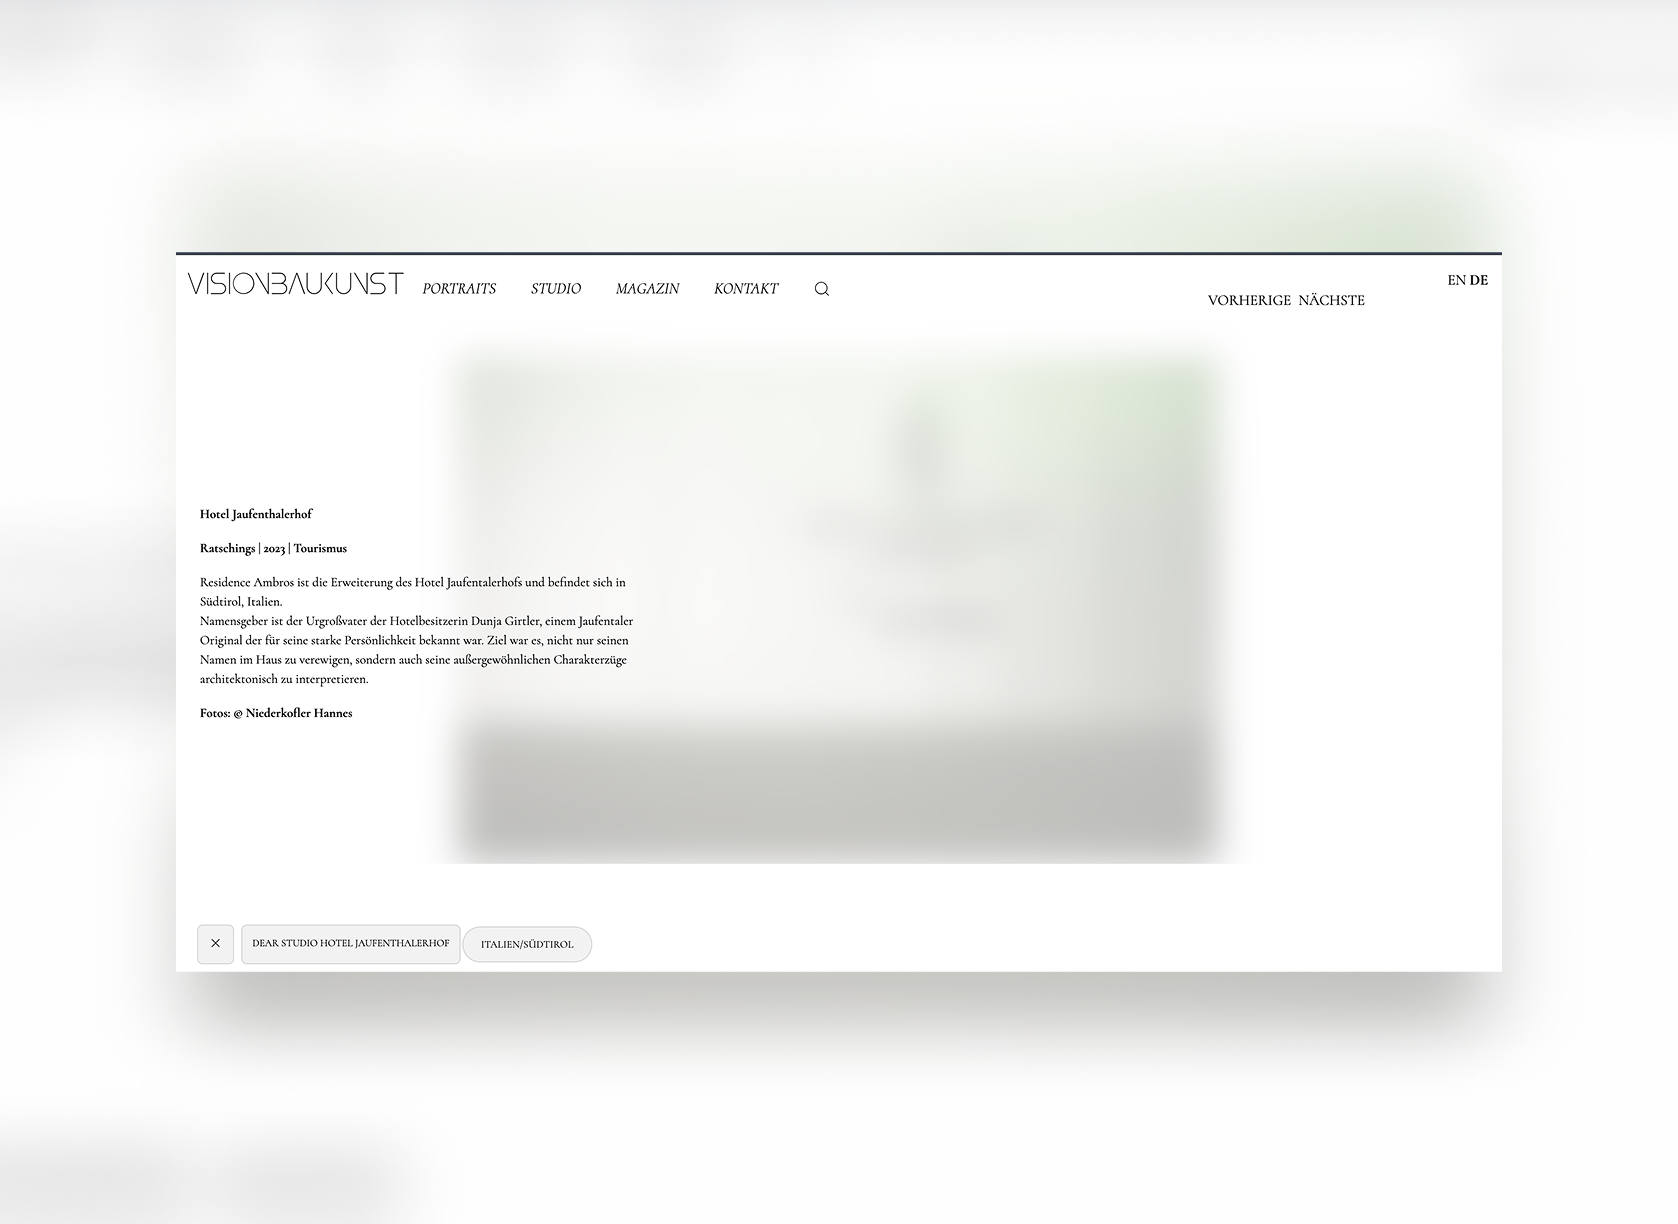 VISIONBAUKUNST PORTRAITS STUDIO MAGAZIN KONTAKT
EN DE
VORHERIGE NÄCHSTE
Hotel Jaufenthalerhof
Ratschings | 2023 | Tourismus
Residence Ambros ist die Erweiterung des Hotel Jaufentalerhofs und befindet sich in
Südtirol, Italien.
Namensgeber ist der Urgroßvater der Hotelbesitzerin Dunja Girtler, einem Jaufentaler
Original der für seine starke Persönlichkeit bekannt war. Ziel war es, nicht nur seinen
Namen im Haus zu verewigen, sondern auch seine außergewöhnlichen Charakterzüge
architektonisch zu interpretieren.
Fotos: @ Niederkofler Hannes
× DEAR STUDIO HOTEL JAUFENTHALERHOF ITALIEN/SÜDTIROL